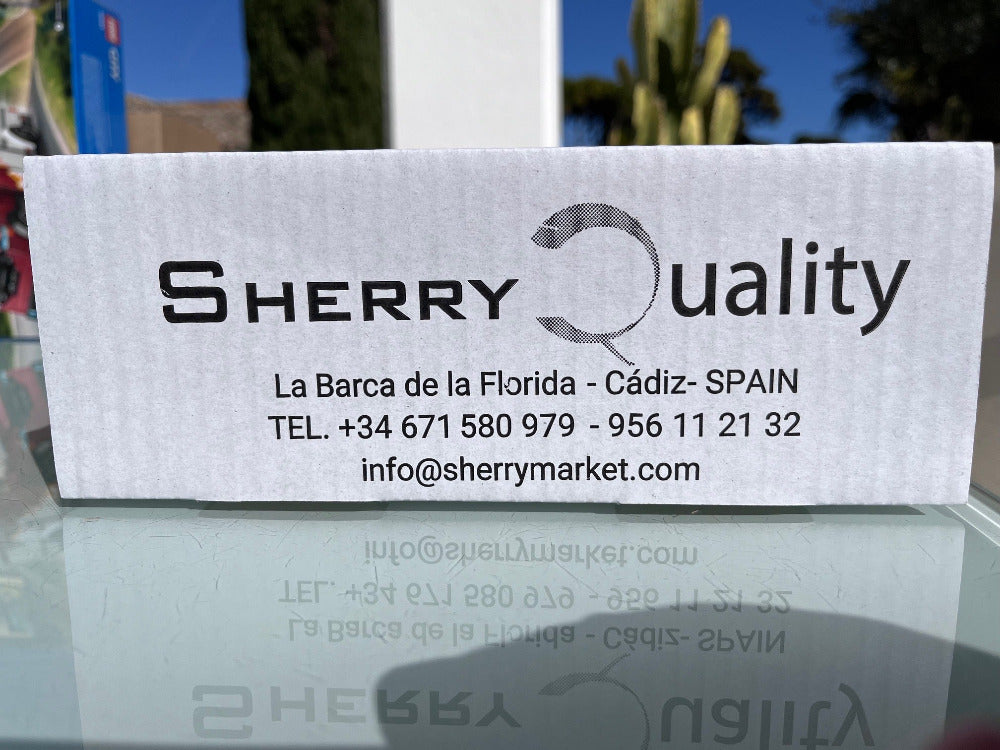 SHERRY Quality
La Barca de la Florida - Cádiz- SPAIN
TEL. +34 671 580 979 - 956 11 21 32
info@sherrymarket.com